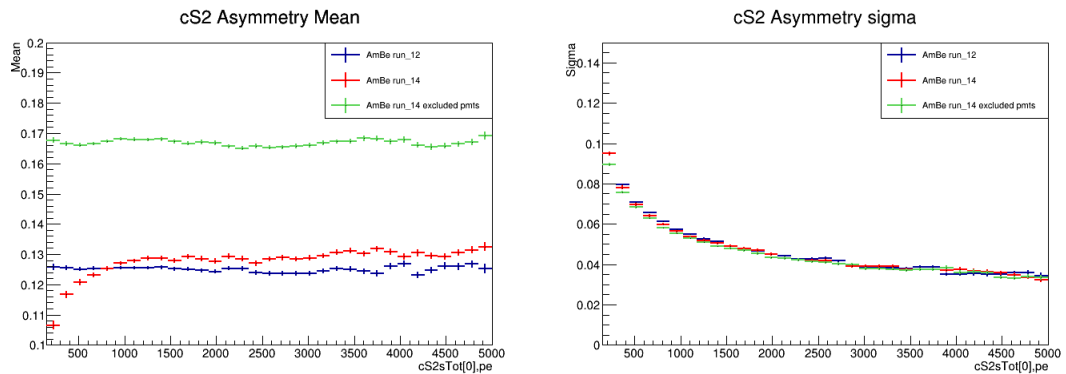 cS2 Asymmetry Mean
Mean
0.2
0.19
0.18
0.17
0.16
0.15
0.14
0.13
0.12
0.11
0.1
AmBe run_12
AmBe run_14
AmBe run_14 excluded pmts
500 1000 1500 2000 2500 3000 3500 4000 4500 5000
cS2sTot[0],pe
cS2 Asymmetry sigma
Sigma
0.14
0.12
0.1
0.08
0.06
0.04
0.02
0
AmBe run_12
AmBe run_14
AmBe run_14 excluded pmts
500 1000 1500 2000 2500 3000 3500 4000 4500 5000
cS2sTot[0],pe